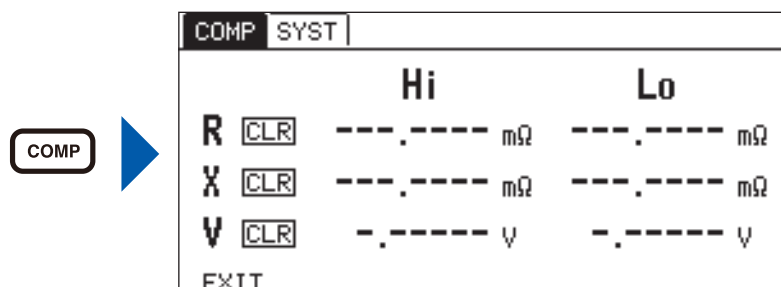 COMP SYST
Hi Lo
COMP
R CLR ---.---- mΩ ---.---- mΩ
X CLR ---.---- mΩ ---.---- mΩ
V CLR -.----- V -.----- V
EXIT